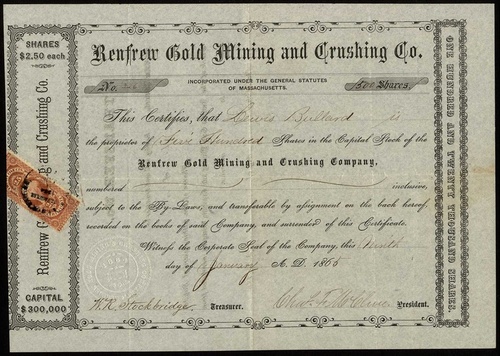 SHARES
$2.50 each
Renfrew Gold Mining and Crushing Co.
CAPITAL
$300,000
Renfrew Gold Mining and Crushing Co.
INCORPORATED UNDER THE GENERAL STATUTES
OF MASSACHUSETTS.
No.
500 Shares.
This Certifies, that Lewis Bullard is
the proprietor of Five Hundred Shares in the Capital Stock of the
Renfrew Gold Mining and Crushing Company,
numbered inclusive,
subject to the By-Laws, and transferable by assignment on the back hereof,
recorded on the books of said Company, and surrender of this Certificate.
Witness the Corporate Seal of the Company, this Ninth
day of January A. D. 1865
W. R. Stockbridge Treasurer.
Chas. F. President.
ONE HUNDRED AND TWENTY THOUSAND SHARES.